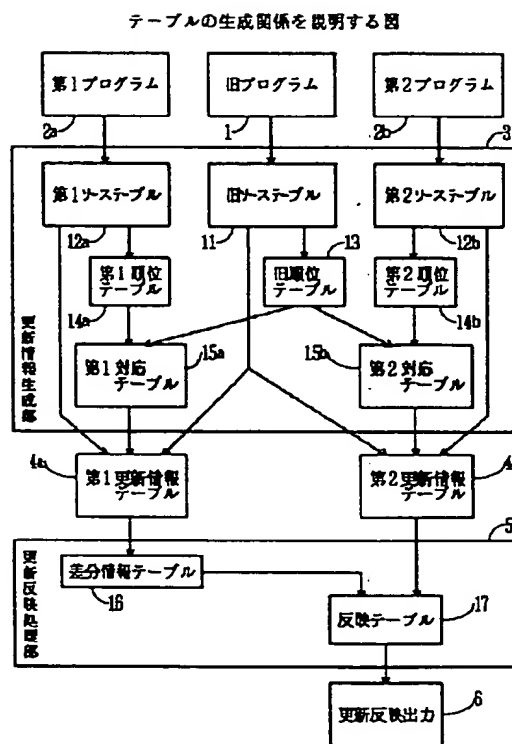 テーブルの生成関係を説明する図
第1プログラム
旧プログラム
第2プログラム
2a
1
2b
3
第1ソーステーブル
旧ソーステーブル
第2ソーステーブル
12a
11
12b
13
第1順位
テーブル
旧順位
テーブル
第2順位
テーブル
14a
14b
15a
15b
第1対応
テーブル
第2対応
テーブル
更新情報生成部
4a
第1更新情報
テーブル
第2更新情報
テーブル
4
5
差分情報テーブル
16
更新反映処理部
反映テーブル
17
更新反映出力
6